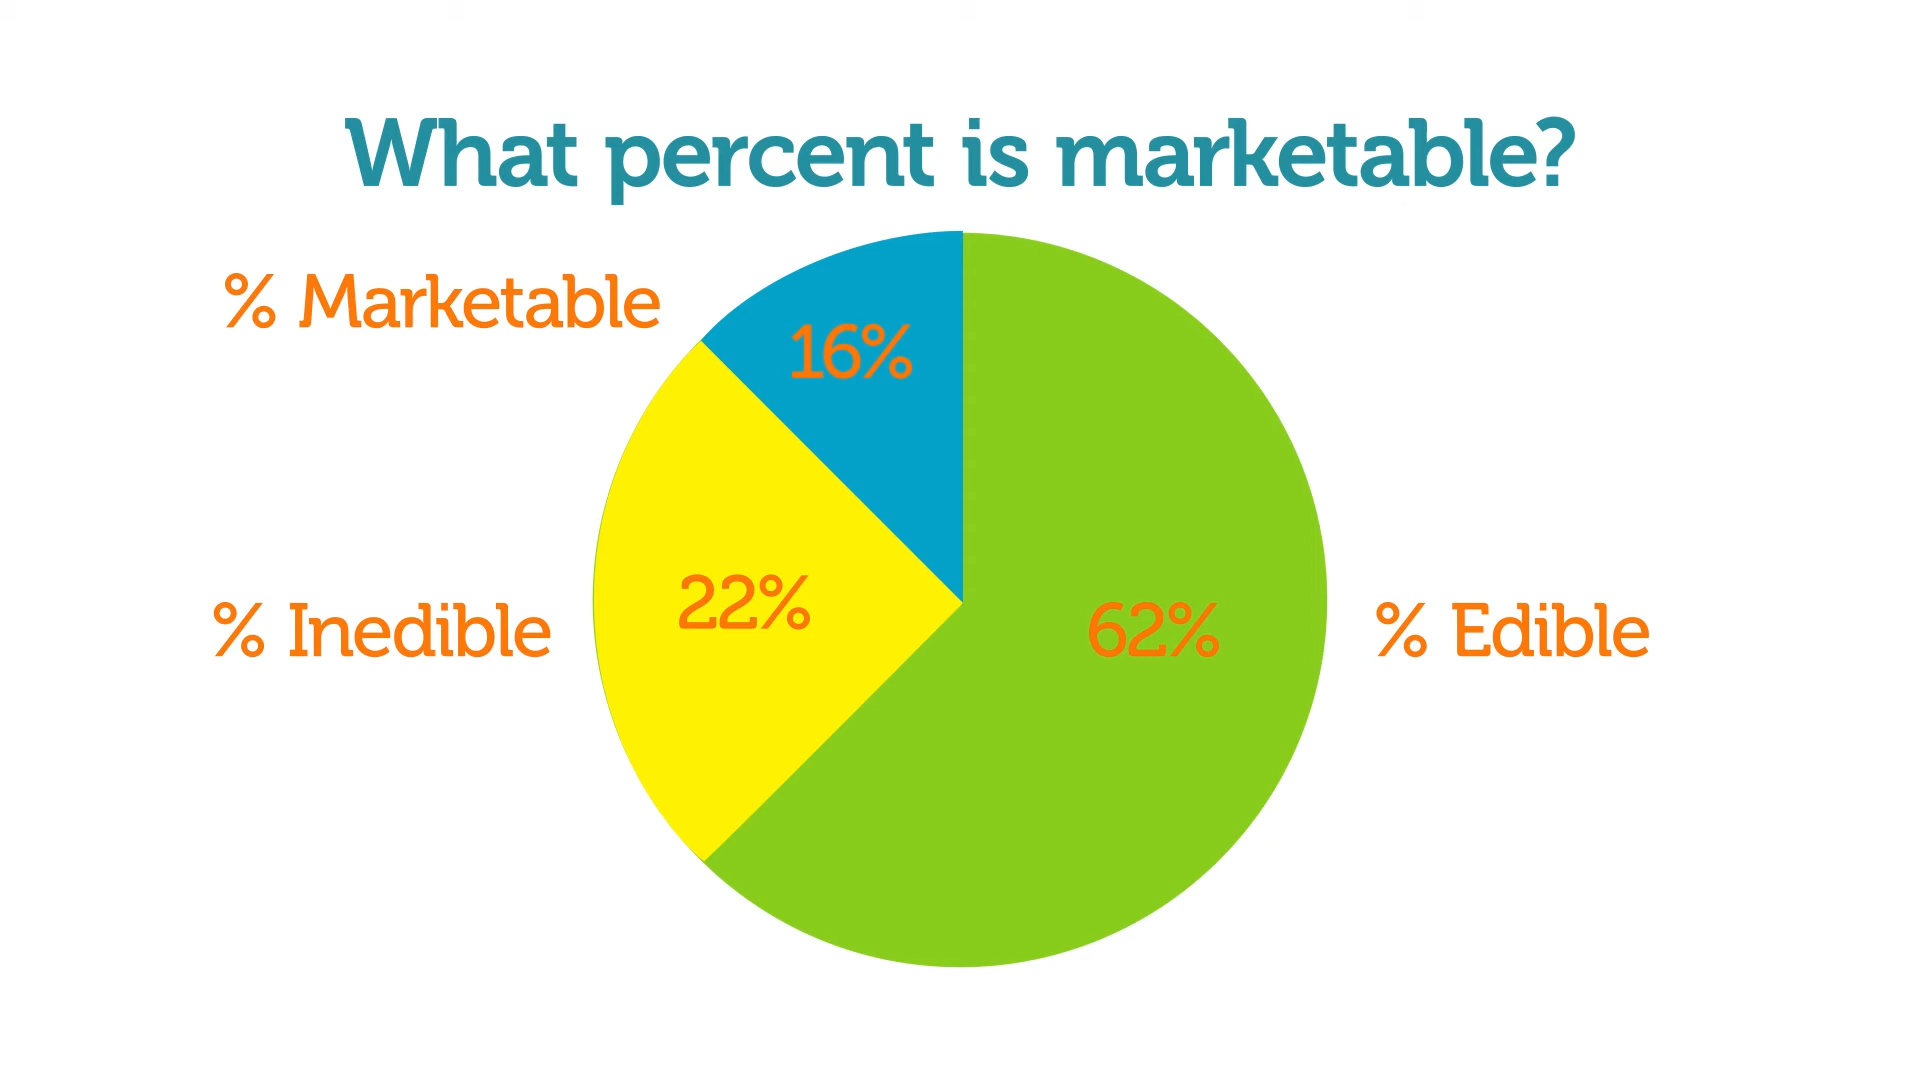 What percent is marketable?
% Marketable
16%
% Inedible
22%
62%
% Edible